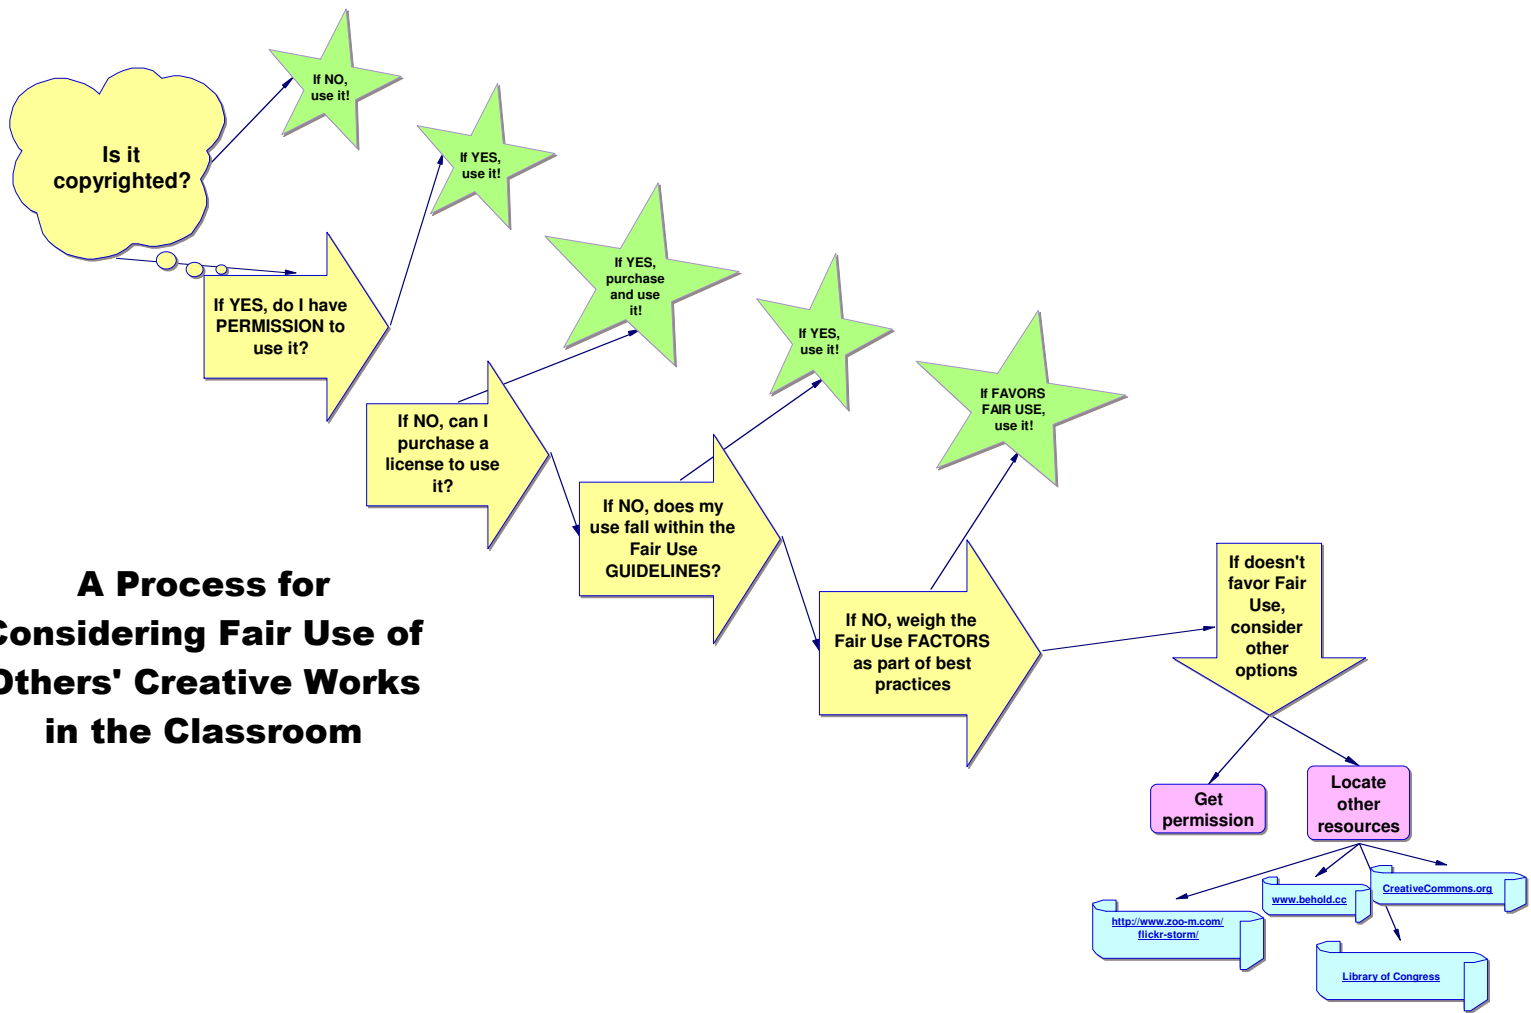 If NO,
use it!
Is it
copyrighted?
If YES,
use it!
If YES,
purchase
and use
it!
If YES, do I have
PERMISSION to
use it?
If YES,
use it!
If FAVORS
FAIR USE,
use it!
If NO, can I
purchase a
license to use
it?
If NO, does my
use fall within the
Fair Use
GUIDELINES?
If doesn't
favor Fair
Use,
consider
other
options
A Process for
Considering Fair Use of
Others' Creative Works
in the Classroom
If NO, weigh the
Fair Use FACTORS
as part of best
practices
Get
permission
Locate
other
resources
http://www.zoo-m.com/
flickr-storm/
www.behold.cc
CreativeCommons.org
Library of Congress